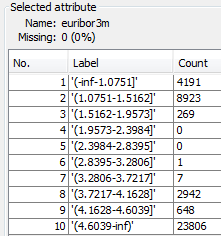 Selected attribute
Name: euribor3m
Missing: 0 (0%)
No. Label Count
1 '(-inf-1.0751]' 4191
2 '(1.0751-1.5162]' 8923
3 '(1.5162-1.9573]' 269
4 '(1.9573-2.3984]' 0
5 '(2.3984-2.8395]' 0
6 '(2.8395-3.2806]' 1
7 '(3.2806-3.7217]' 7
8 '(3.7217-4.1628]' 2942
9 '(4.1628-4.6039]' 648
10 '(4.6039-inf)' 23806